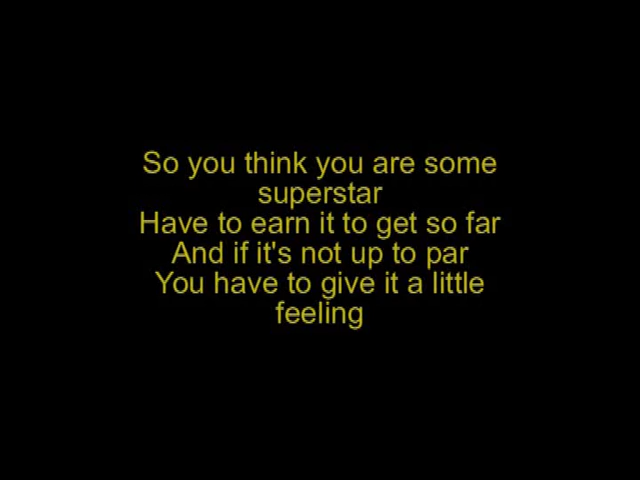 So you think you are some
superstar
Have to earn it to get so far
And if it's not up to par
You have to give it a little
feeling